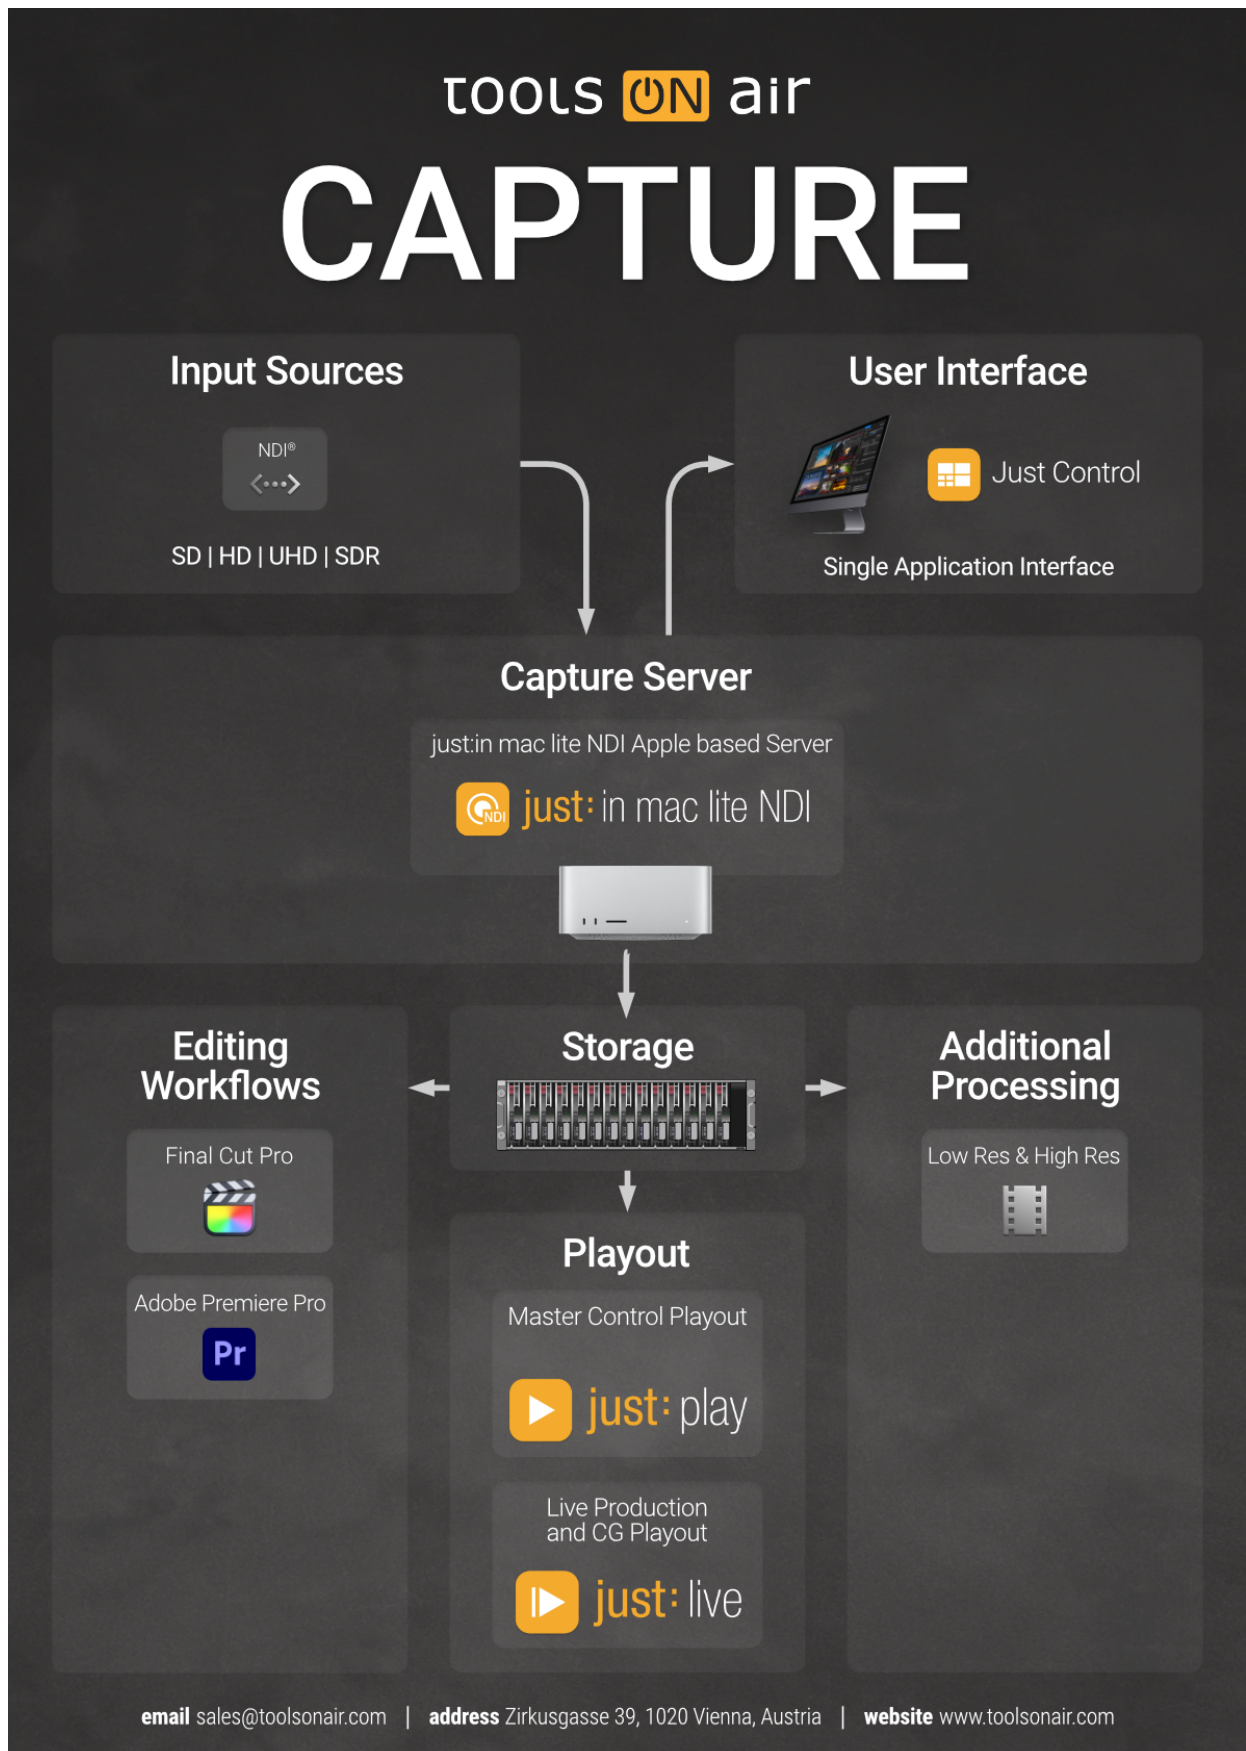 tools ON air
CAPTURE
Input Sources
NDI®
SD | HD | UHD | SDR
User Interface
Just Control
Single Application Interface
Capture Server
just:in mac lite NDI Apple based Server
NDI
just: in mac lite NDI
Editing
Workflows
Final Cut Pro
Adobe Premiere Pro
Pr
Storage
Additional
Processing
Low Res & High Res
Playout
Master Control Playout
just: play
Live Production
and CG Playout
just: live
email sales@toolsonair.com | address Zirkusgasse 39, 1020 Vienna, Austria | website www.toolsonair.com